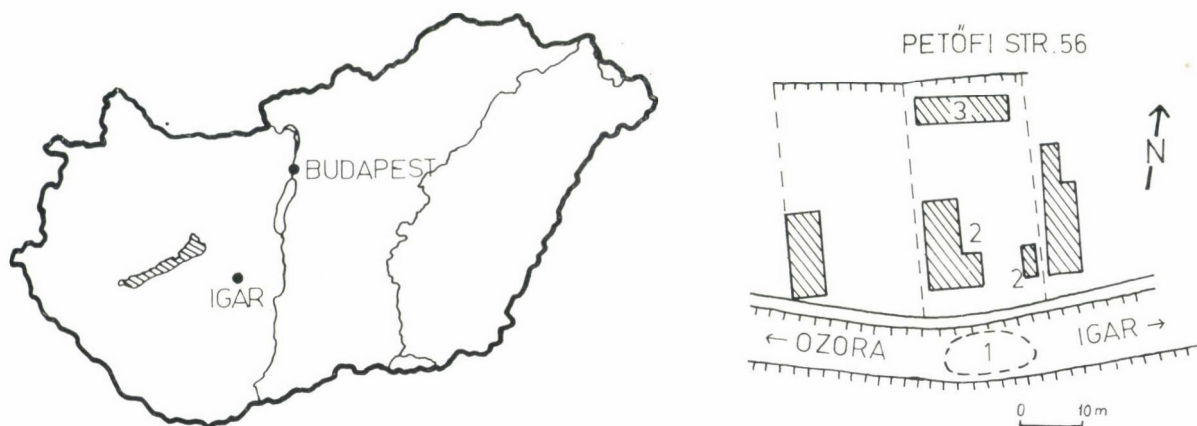 BUDAPEST
IGAR
PETŐFI STR. 56
3
N
2
2
← OZORA
1
IGAR →
0 10 m